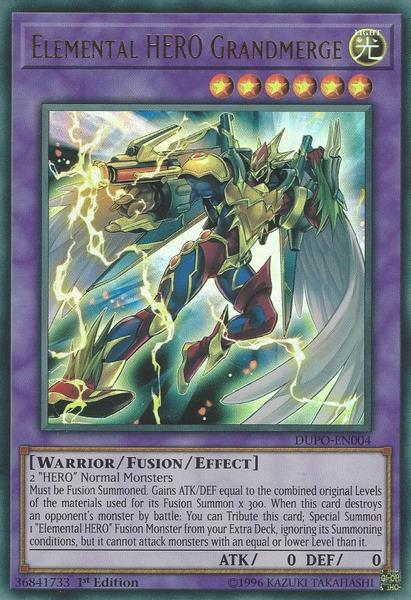 ELEMENTAL HERO GRANDMERGE
LIGHT
光
DUPO-EN004
[WARRIOR/FUSION/EFFECT]
2 "HERO" Normal Monsters
Must be Fusion Summoned. Gains ATK/DEF equal to the combined original Levels
of the materials used for its Fusion Summon x 300. When this card destroys
an opponent's monster by battle: You can Tribute this card; Special Summon
1 "Elemental HERO" Fusion Monster from your Extra Deck, ignoring its Summoning
conditions, but it cannot attack monsters with an equal or lower Level than it.
ATK/ 0 DEF/ 0
36841733 1st Edition ©1996 KAZUKI TAKAHASHI